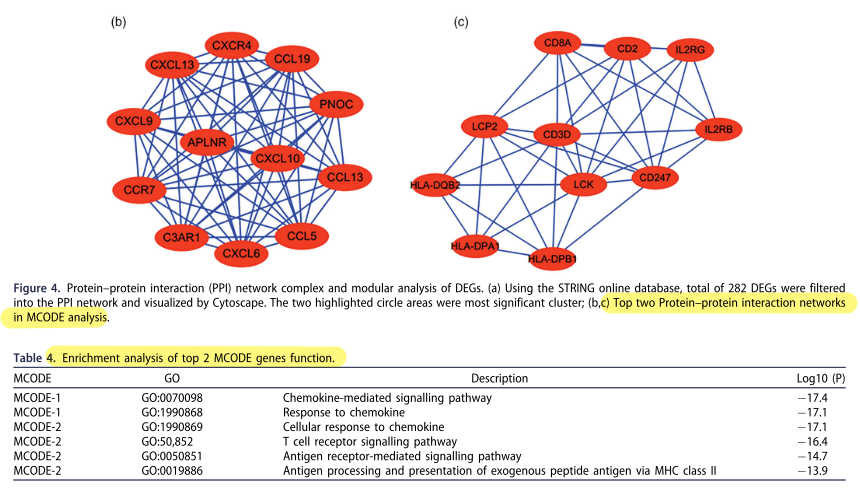 (b)
(c)
CXCR4
CXCL13
CCL19
CXCL9
PNOC
APLNR
CXCL10
CCR7
CCL13
C3AR1
CCL5
CXCL6
CD8A
CD2
IL2RG
LCP2
CD3D
IL2RB
HLA-DQB2
LCK
CD247
HLA-DPA1
HLA-DPB1
Figure 4. Protein–protein interaction (PPI) network complex and modular analysis of DEGs. (a) Using the STRING online database, total of 282 DEGs were filtered
into the PPI network and visualized by Cytoscape. The two highlighted circle areas were most significant cluster; (b,c) Top two Protein–protein interaction networks
in MCODE analysis.
Table 4. Enrichment analysis of top 2 MCODE genes function.
MCODE GO Description Log10 (P)
MCODE-1 GO:0070098 Chemokine-mediated signalling pathway −17.4
MCODE-1 GO:1990868 Response to chemokine −17.1
MCODE-2 GO:1990869 Cellular response to chemokine −17.1
MCODE-2 GO:50,852 T cell receptor signalling pathway −16.4
MCODE-2 GO:0050851 Antigen receptor-mediated signalling pathway −14.7
MCODE-2 GO:0019886 Antigen processing and presentation of exogenous peptide antigen via MHC class II −13.9